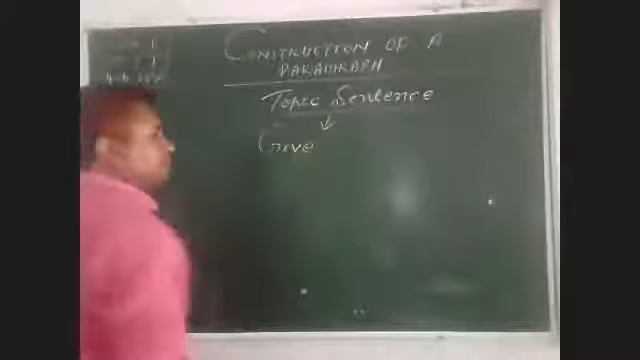 CONSTRUCTION OF A
PARAGRAPH
Topic Sentence
↓
Give